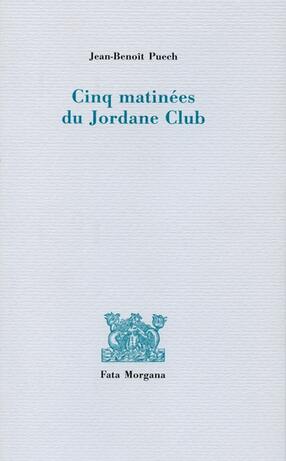 Jean-Benoît Puech
Cinq matinées
du Jordane Club
Fata Morgana